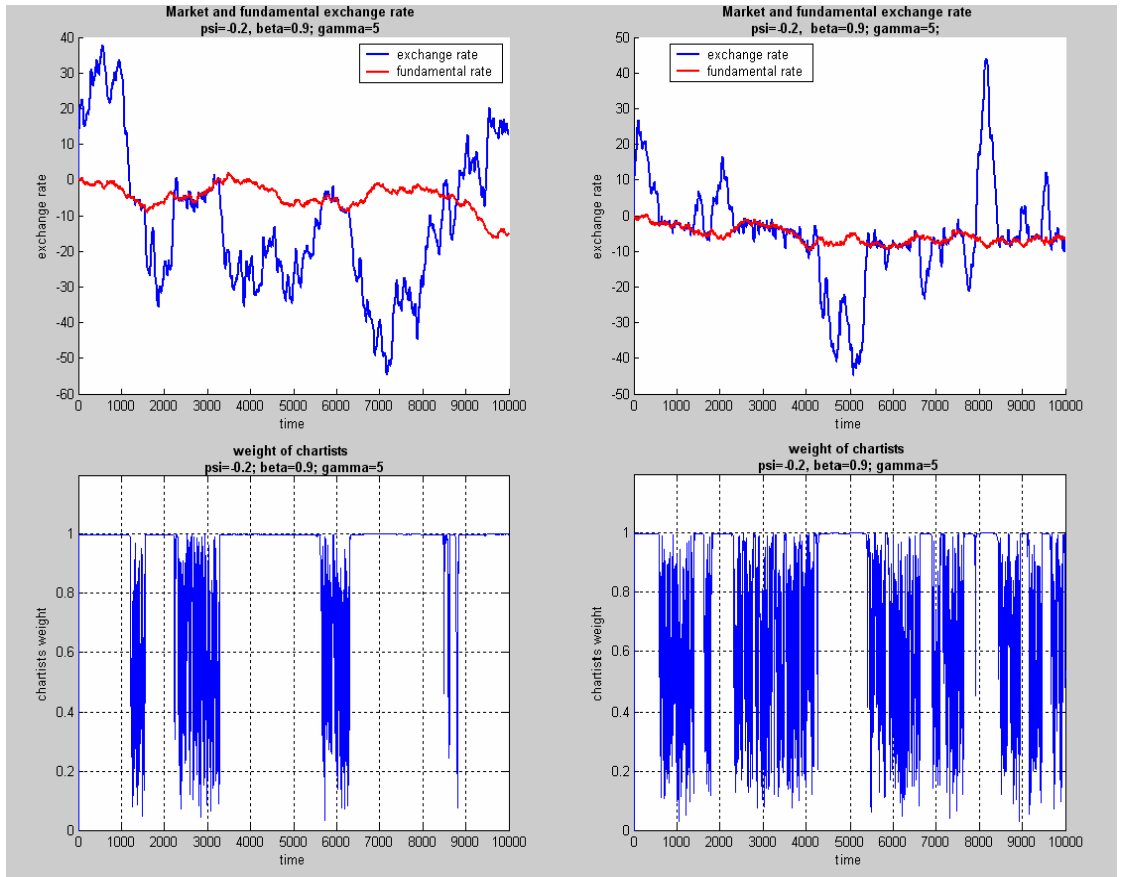 Market and fundamental exchange rate
psi=-0.2, beta=0.9; gamma=5
40
30
20
10
0
-10
-20
-30
-40
-50
-60
exchange rate
exchange rate
fundamental rate
0 1000 2000 3000 4000 5000 6000 7000 8000 9000 10000
time
Market and fundamental exchange rate
psi=-0.2, beta=0.9; gamma=5;
50
40
30
20
10
0
-10
-20
-30
-40
-50
exchange rate
exchange rate
fundamental rate
0 1000 2000 3000 4000 5000 6000 7000 8000 9000 10000
time
weight of chartists
psi=-0.2; beta=0.9; gamma=5
1
0.8
0.6
0.4
0.2
0
chartists weight
0 1000 2000 3000 4000 5000 6000 7000 8000 9000 10000
time
weight of chartists
psi=-0.2, beta=0.9; gamma=5
1
0.8
0.6
0.4
0.2
0
chartists weight
0 1000 2000 3000 4000 5000 6000 7000 8000 9000 10000
time